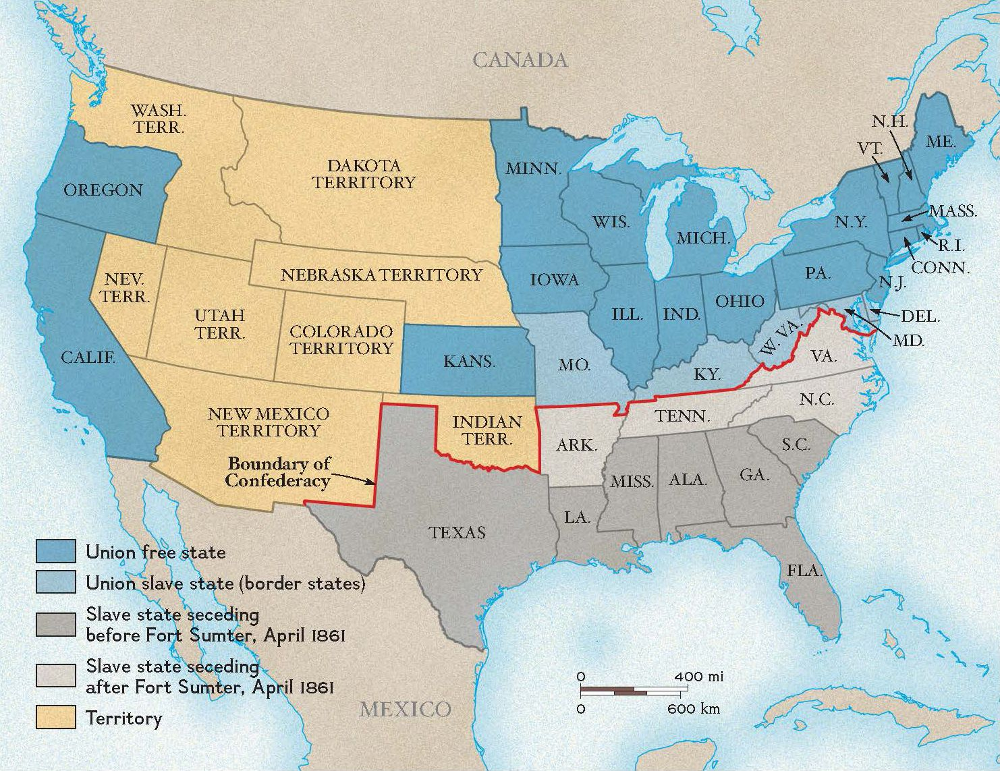 CANADA
WASH.
TERR.
N.H.
VT.
ME.
OREGON
DAKOTA
TERRITORY
MINN.
WIS.
MICH.
N.Y.
MASS.
R.I.
CONN.
NEV.
TERR.
NEBRASKA TERRITORY
IOWA
PA.
N.J.
UTAH
TERR.
COLORADO
TERRITORY
ILL.
IND.
OHIO
DEL.
MD.
CALIF.
KANS.
MO.
KY.
W. VA.
VA.
NEW MEXICO
TERRITORY
INDIAN
TERR.
ARK.
TENN.
N.C.
Boundary of
Confederacy
MISS.
ALA.
GA.
S.C.
TEXAS
LA.
FLA.
Union free state
Union slave state (border states)
Slave state seceding
before Fort Sumter, April 1861
Slave state seceding
after Fort Sumter, April 1861
Territory
MEXICO
0 400 mi
0 600 km